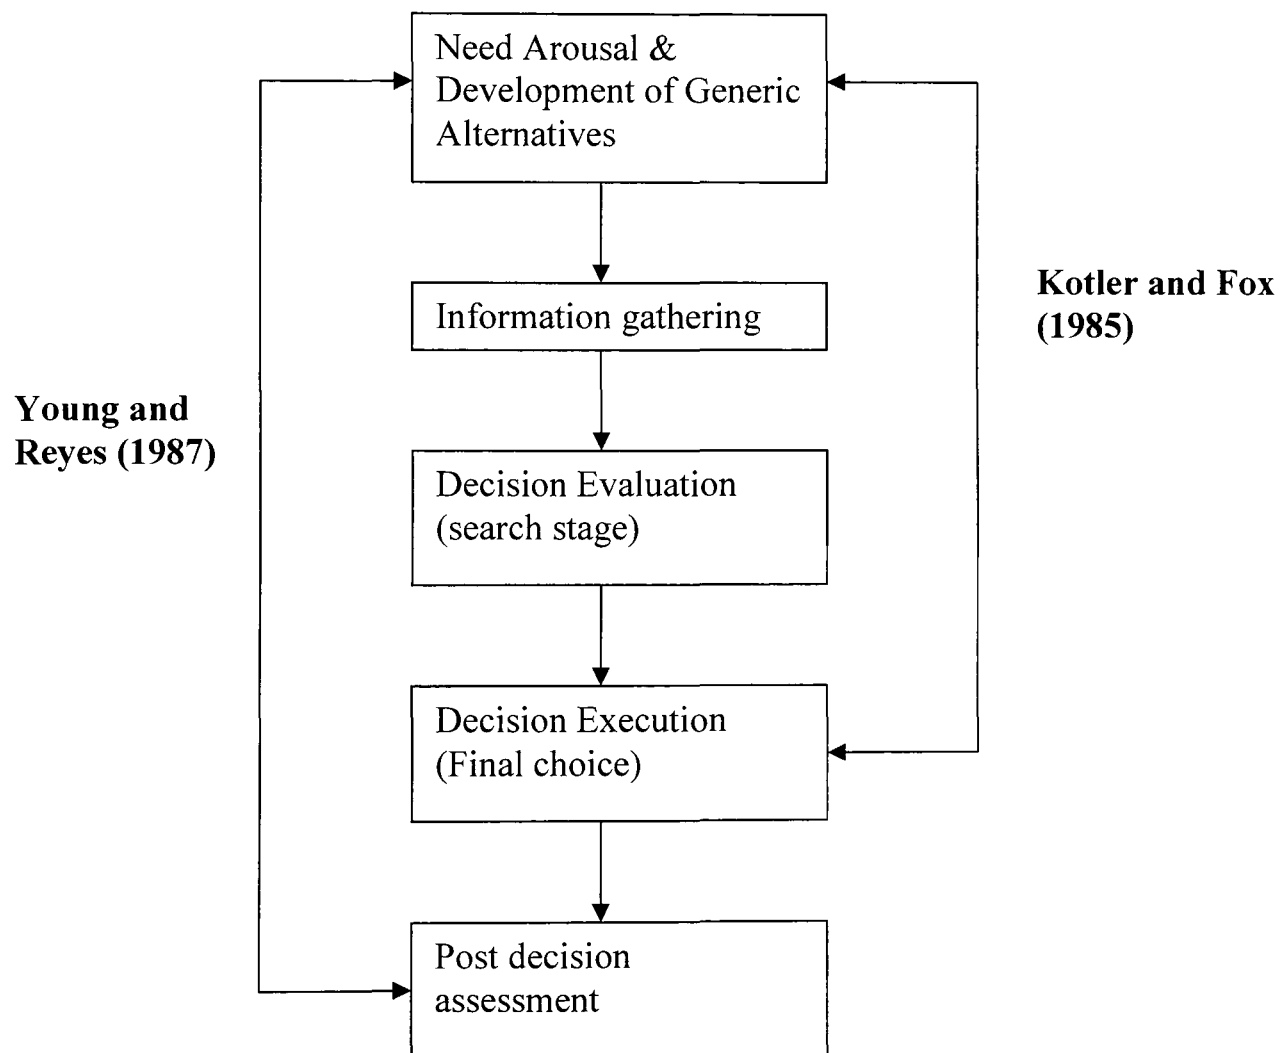 Need Arousal &
Development of Generic
Alternatives
Information gathering
Kotler and Fox
(1985)
Young and
Reyes (1987)
Decision Evaluation
(search stage)
Decision Execution
(Final choice)
Post decision
assessment